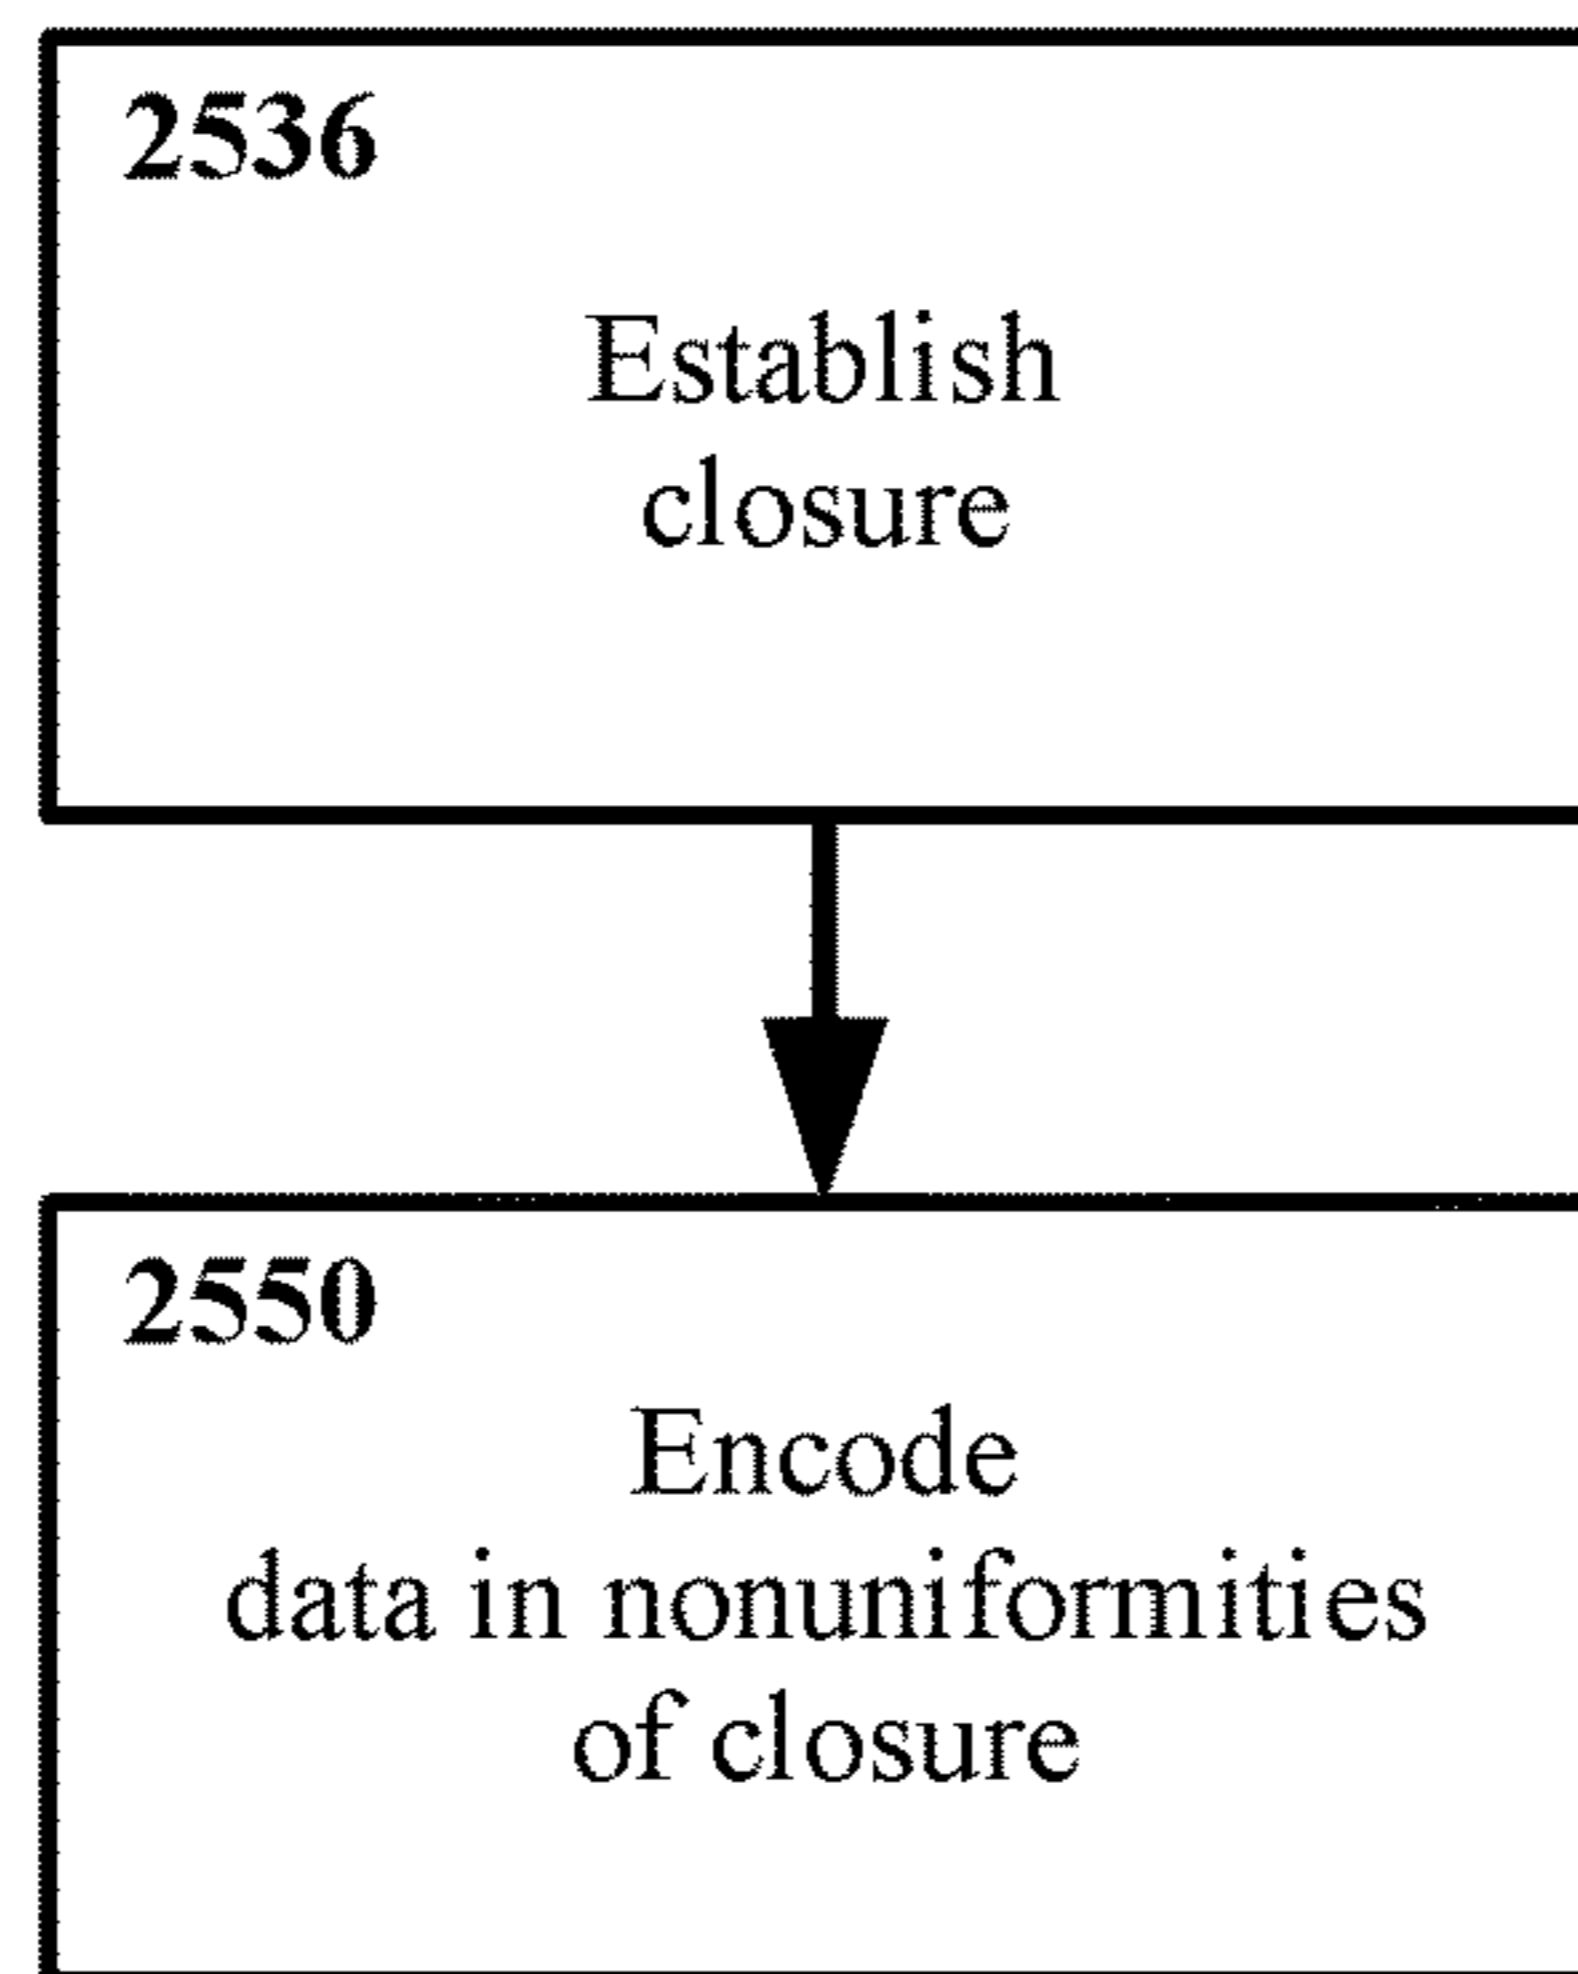 2536
Establish
closure
2550
Encode
data in nonuniformities
of closure